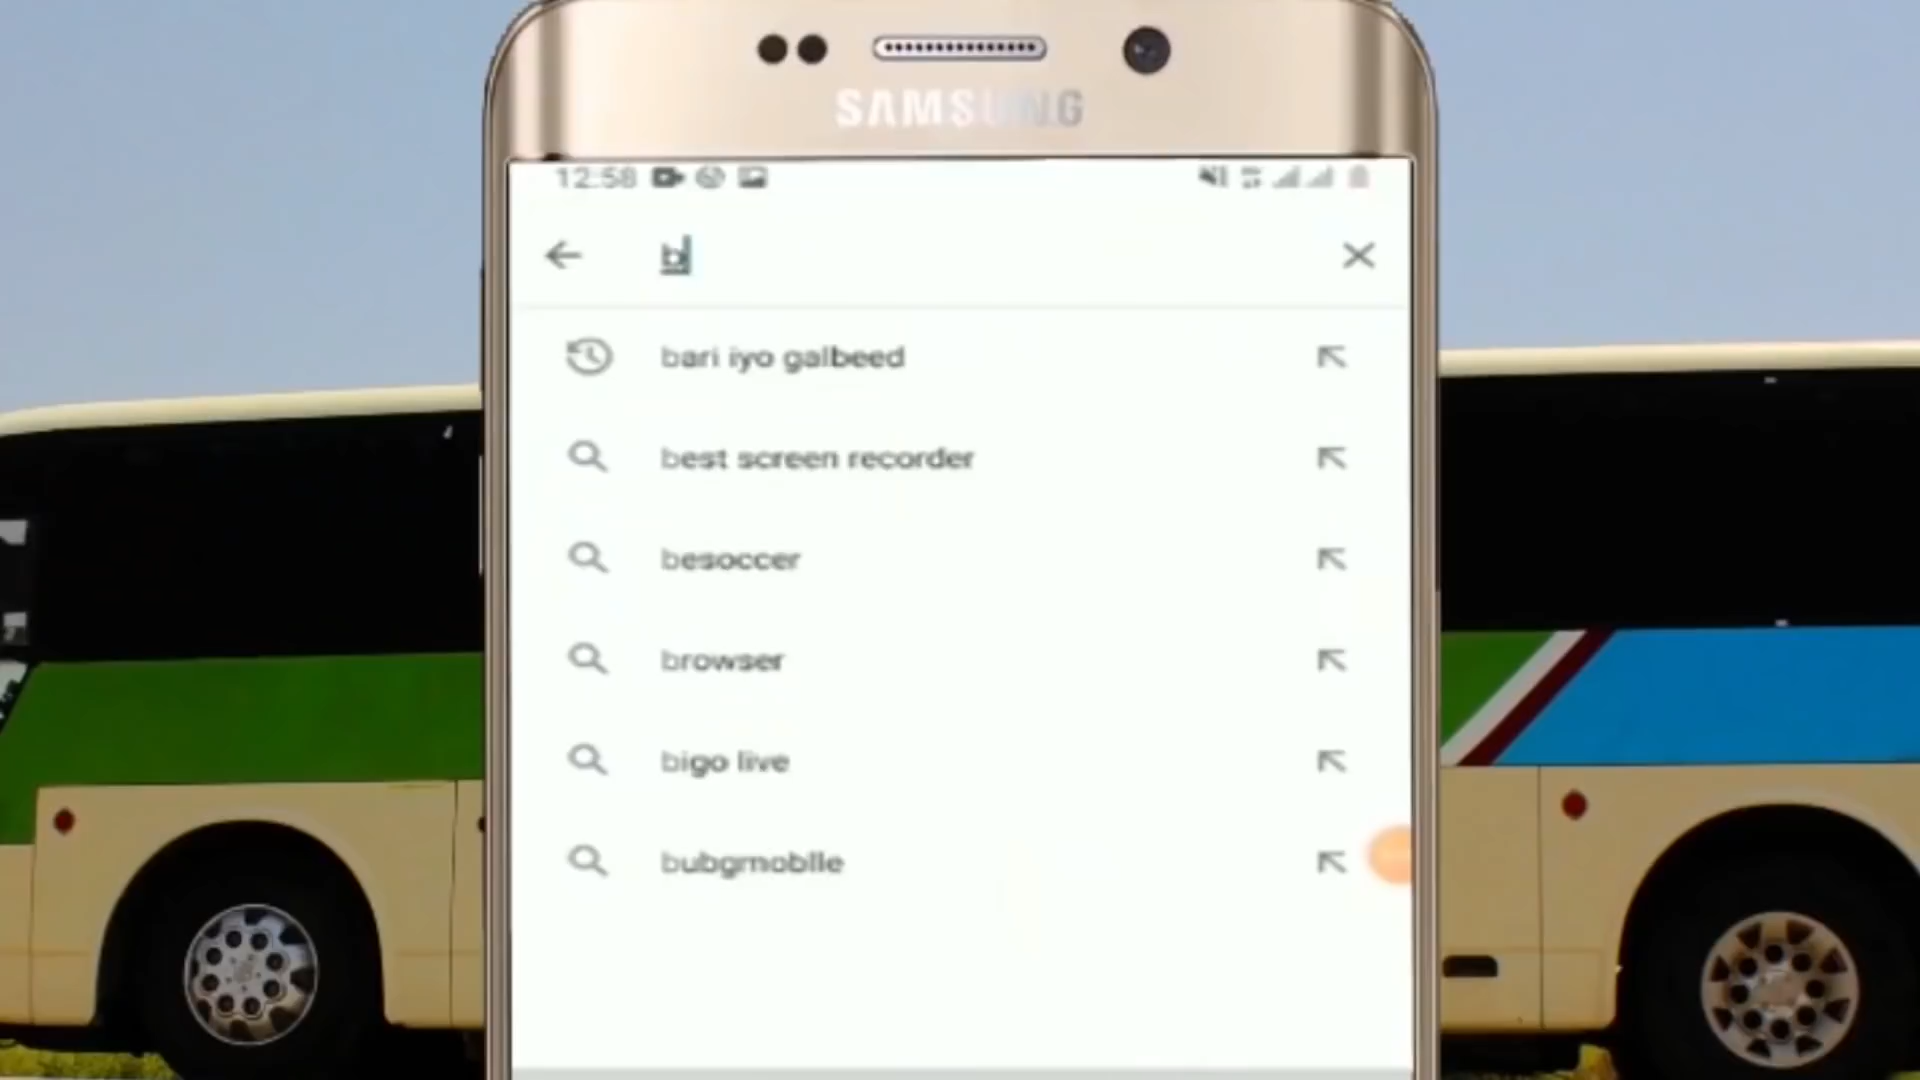 SAMSUNG
12:58
b
bari iyo galbeed
best screen recorder
besoccer
browser
bigo live
bubgmobile